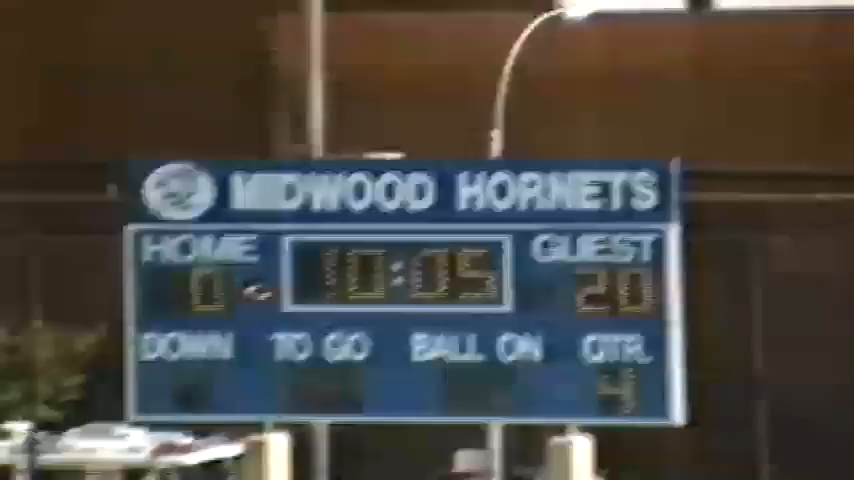 MIDWOOD HORNETS
HOME 10:05 GUEST
0 20
DOWN TO GO BALL ON QTR.
4